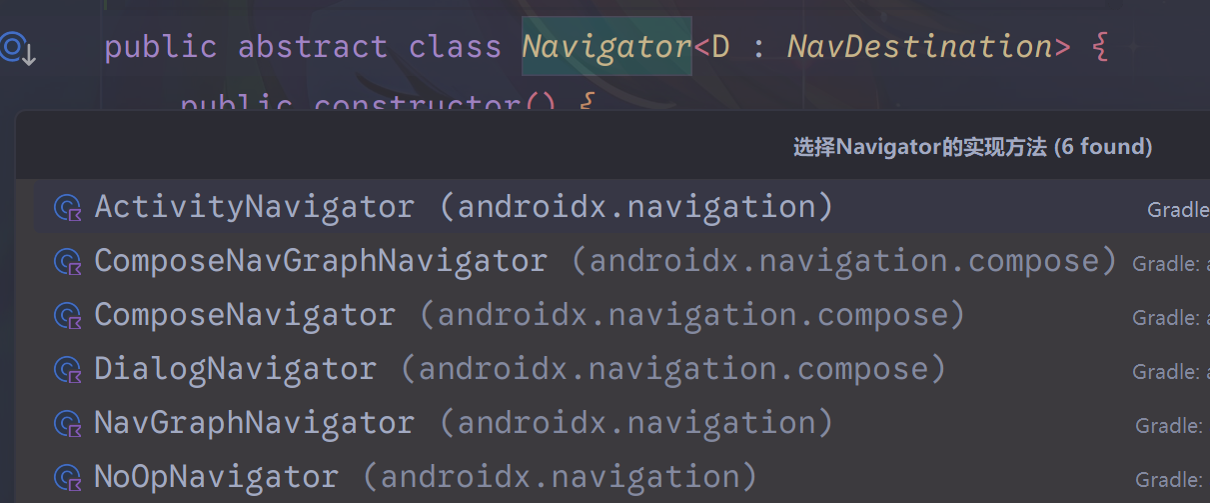 public abstract class Navigator<D : NavDestination> {
public constructor() {
选择Navigator的实现方法 (6 found)
ActivityNavigator (androidx.navigation) Gradle
ComposeNavGraphNavigator (androidx.navigation.compose) Gradle: a
ComposeNavigator (androidx.navigation.compose) Gradle: a
DialogNavigator (androidx.navigation.compose) Gradle: a
NavGraphNavigator (androidx.navigation) Gradle:
NoOpNavigator (androidx.navigation) Gradle: